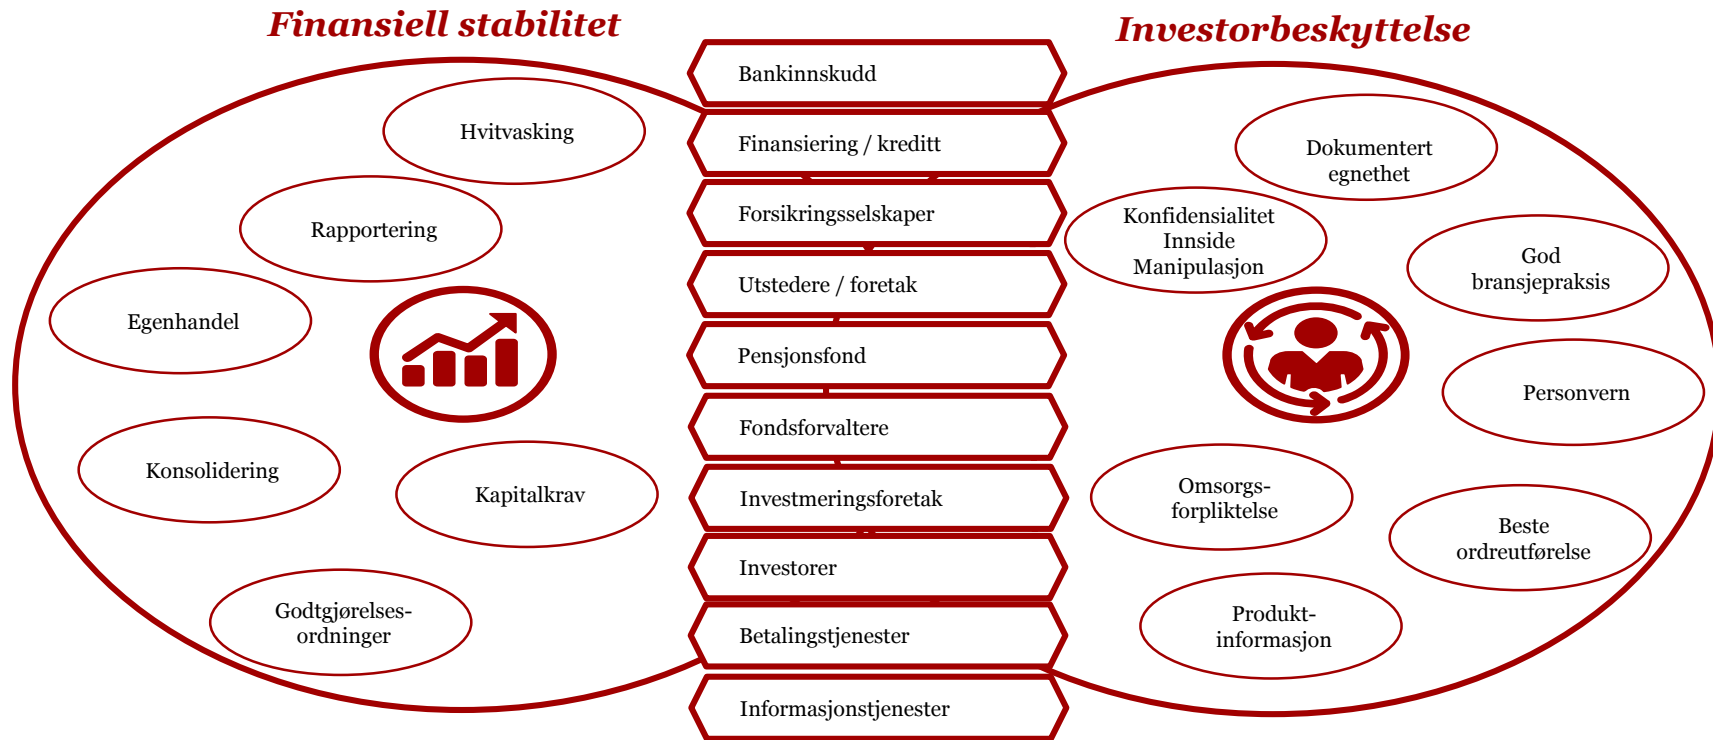 Finansiell stabilitet
Investorbeskyttelse
Hvitvasking
Rapportering
Egenhandel
Konsolidering
Kapitalkrav
Godtgjørelses-
ordninger
Bankinnskudd
Finansiering / kreditt
Forsikringsselskaper
Utstedere / foretak
Pensjonsfond
Fondsforvaltere
Investmeringsforetak
Investorer
Betalingstjenester
Informasjonstjenester
Dokumentert
egnethet
Konfidensialitet
Innside
Manipulasjon
God
bransjepraksis
Personvern
Omsorgs-
forpliktelse
Beste
ordreutførelse
Produkt-
informasjon